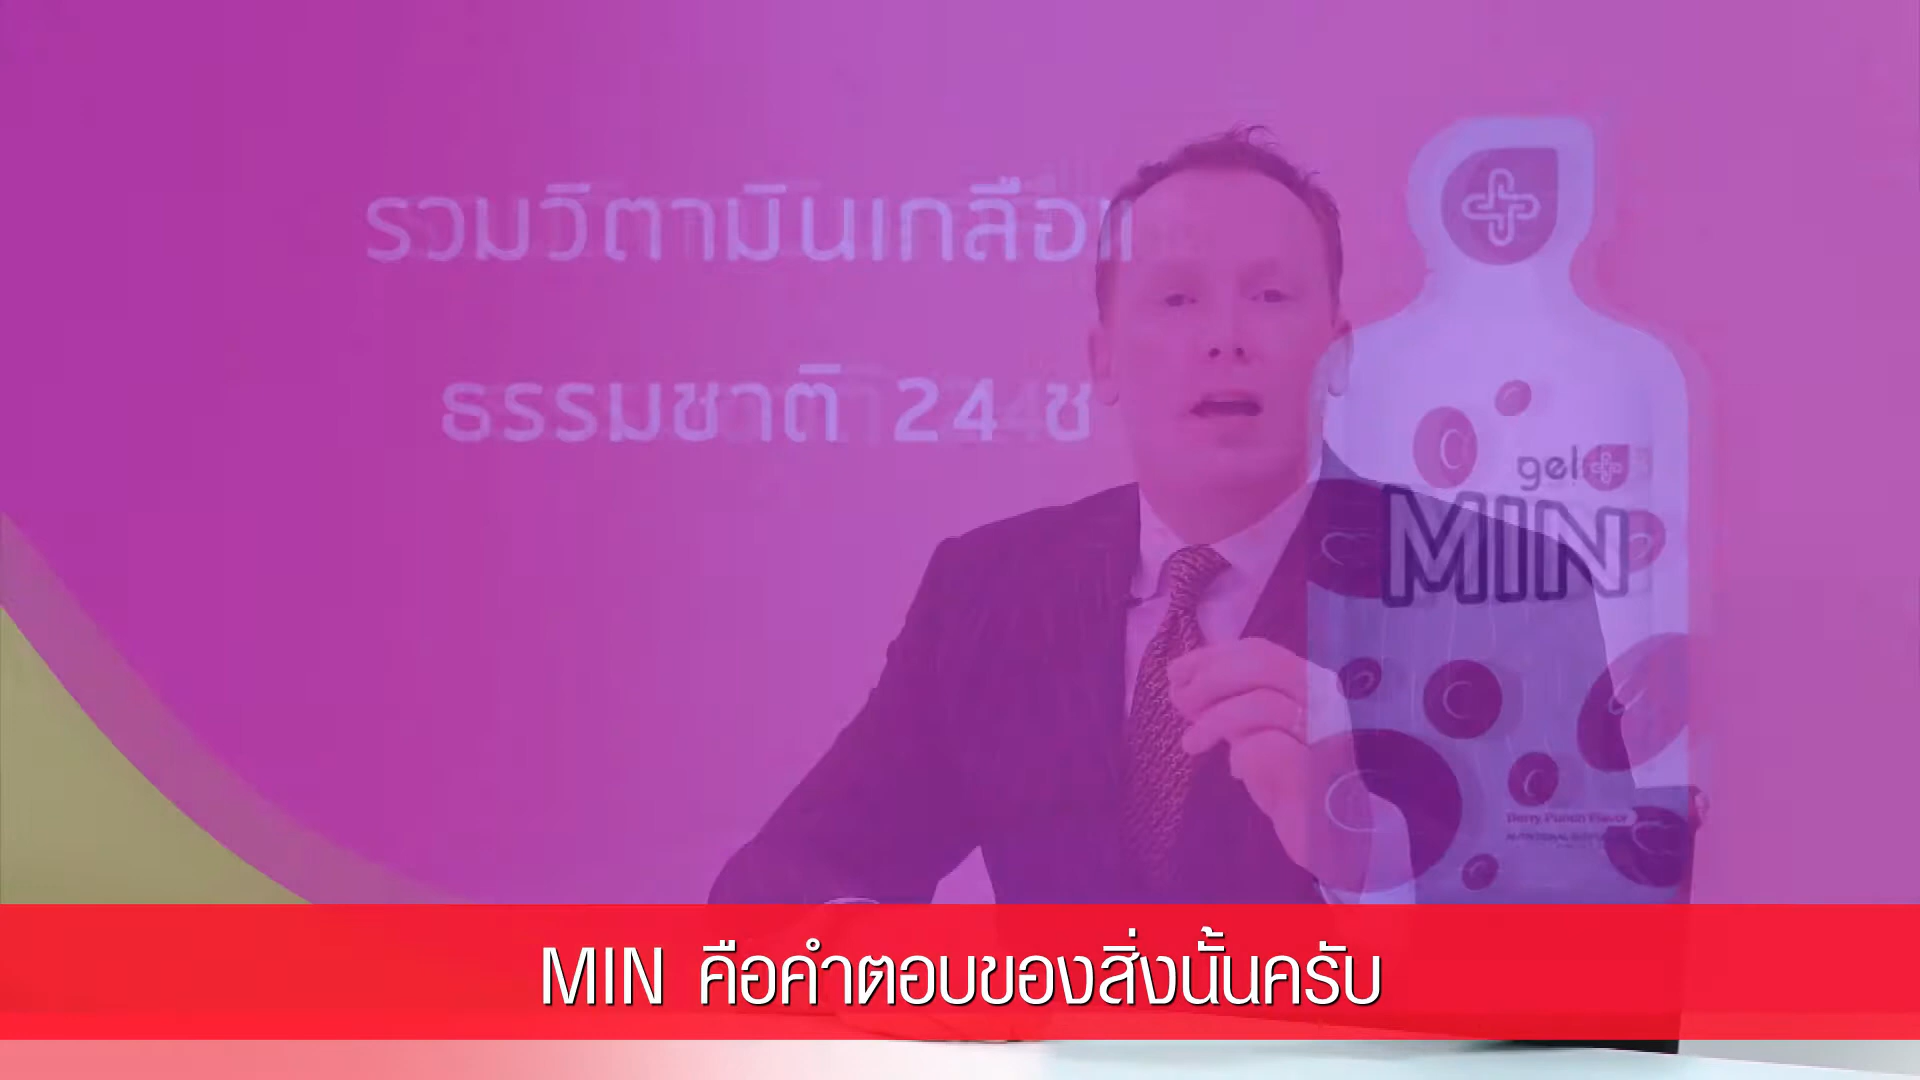 รวมวิตามินเกลือแ
ธรรมชาติ 24 ช
gel
MIN
Berry Punch Flavor
MIN คือคำตอบของสิ่งนั้นครับ